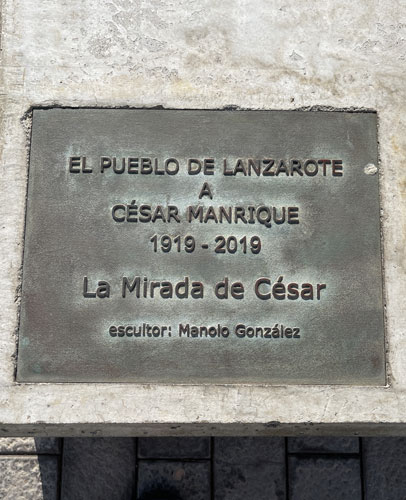 EL PUEBLO DE LANZAROTE
A
CÉSAR MANRIQUE
1919 - 2019
La Mirada de César
escultor: Manolo González